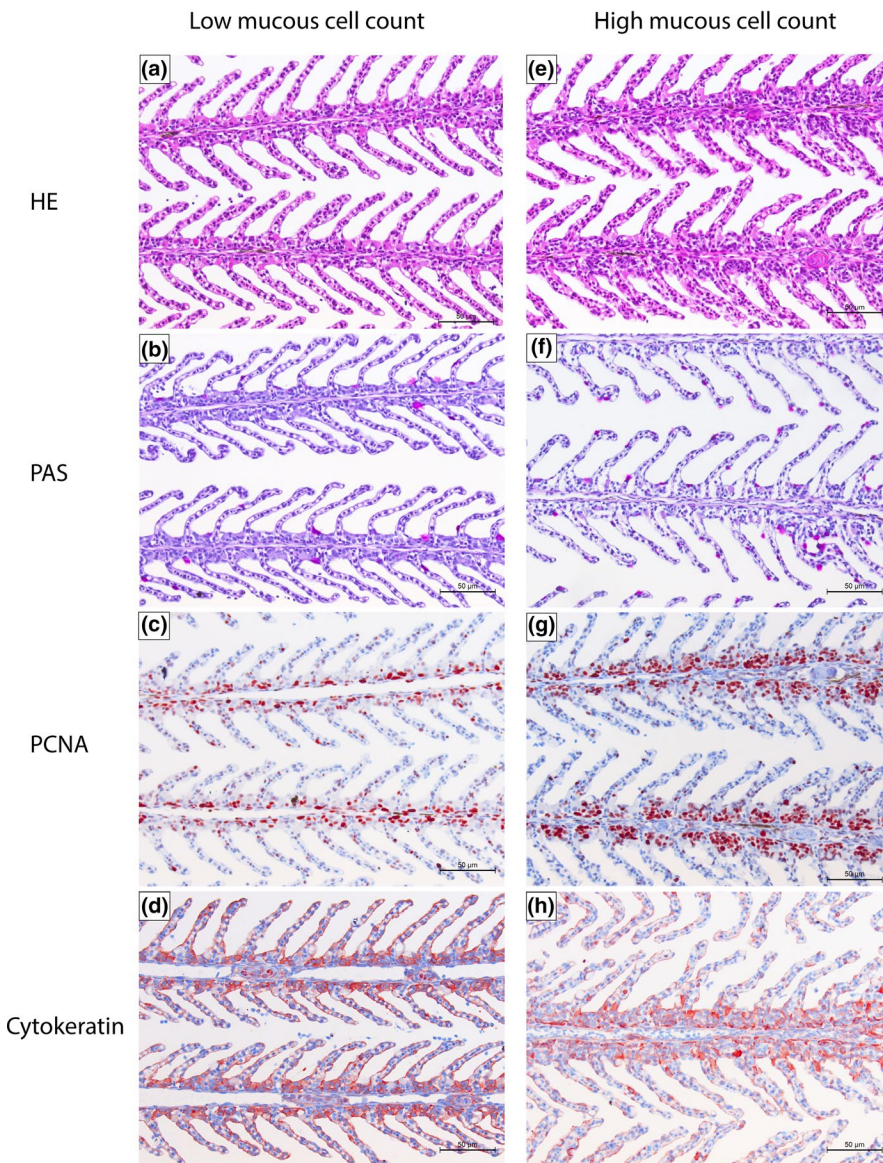 Low mucous cell count High mucous cell count
(a) (e)
HE
50 µm 50 µm
(b) (f)
PAS
50 µm 50 µm
(c) (g)
PCNA
50 µm 50 µm
(d) (h)
Cytokeratin
50 µm 50 µm